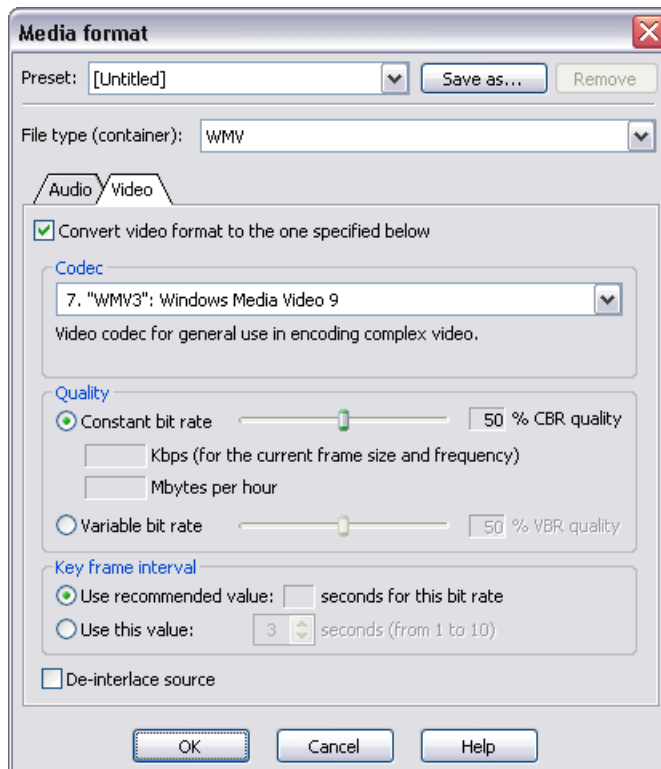 Media format
Preset: [Untitled] Save as... Remove
File type (container): WMV
Audio Video
Convert video format to the one specified below
Codec
7. "WMV3": Windows Media Video 9
Video codec for general use in encoding complex video.
Quality
Constant bit rate 50 % CBR quality
Kbps (for the current frame size and frequency)
Mbytes per hour
Variable bit rate 50 % VBR quality
Key frame interval
Use recommended value: seconds for this bit rate
Use this value: 3 seconds (from 1 to 10)
De-interlace source
OK Cancel Help